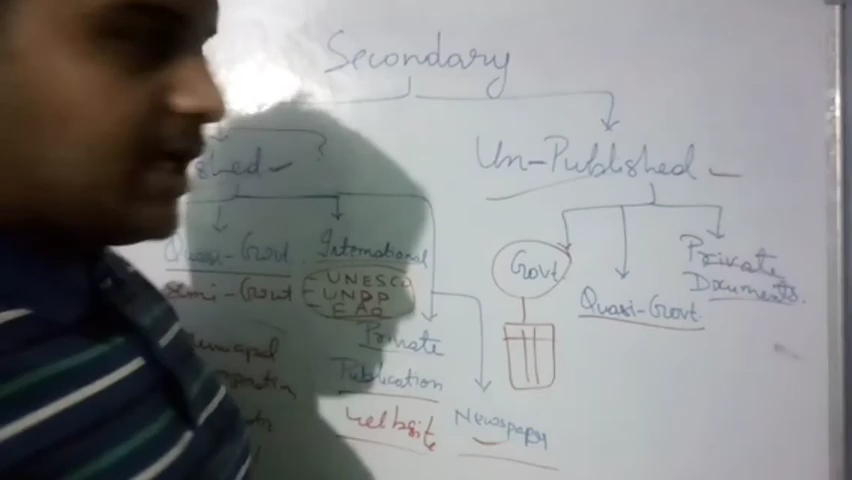 Secondary
shed
Un-Published
Quasi-Govt
International
Govt
Private
Documents.
Semi-Govt
UNESCO
UNDP
Quasi-Govt.
Private
Publication
Website
Newspaper